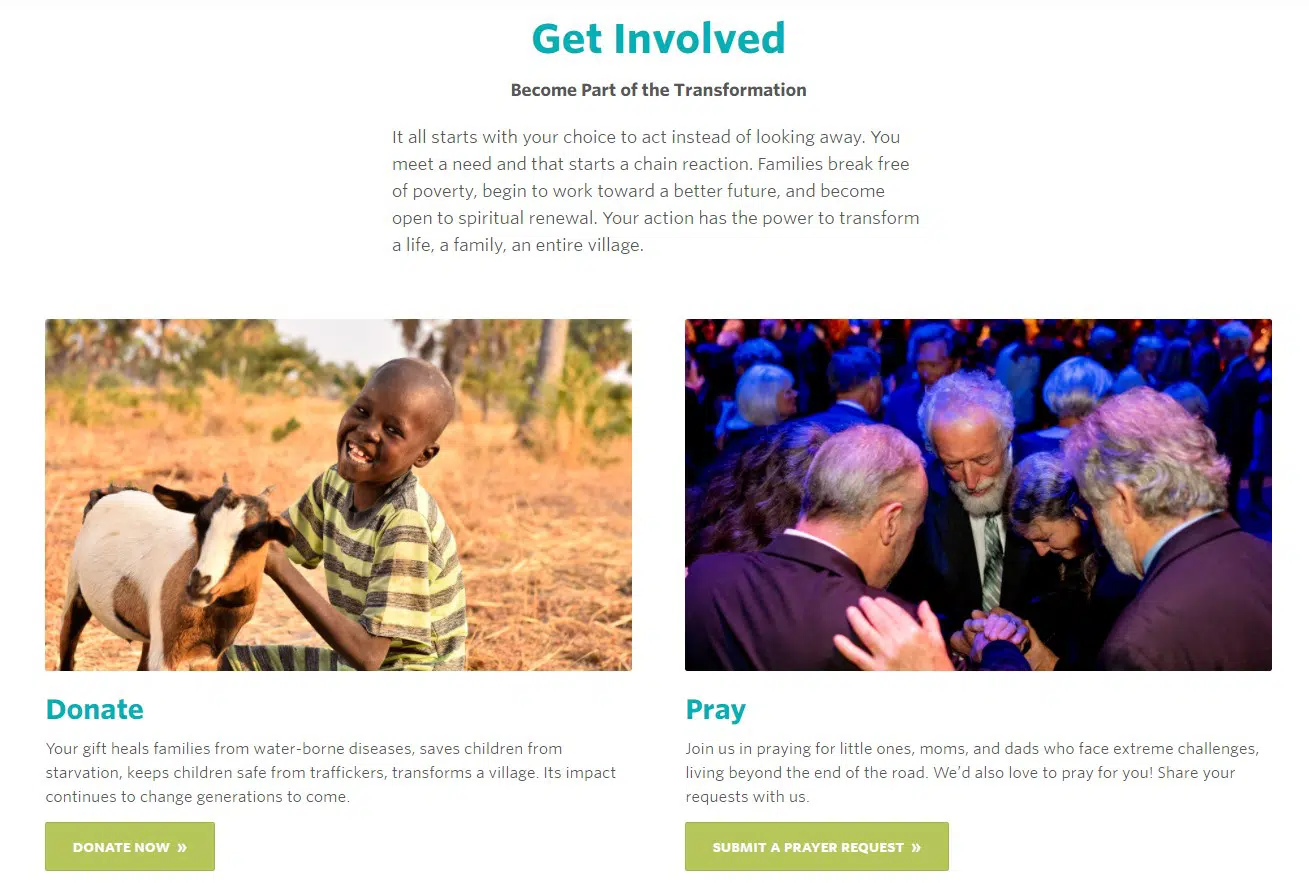 Get Involved
Become Part of the Transformation
It all starts with your choice to act instead of looking away. You
meet a need and that starts a chain reaction. Families break free
of poverty, begin to work toward a better future, and become
open to spiritual renewal. Your action has the power to transform
a life, a family, an entire village.
Donate
Your gift heals families from water-borne diseases, saves children from
starvation, keeps children safe from traffickers, transforms a village. Its impact
continues to change generations to come.
DONATE NOW »
Pray
Join us in praying for little ones, moms, and dads who face extreme challenges,
living beyond the end of the road. We’d also love to pray for you! Share your
requests with us.
SUBMIT A PRAYER REQUEST »